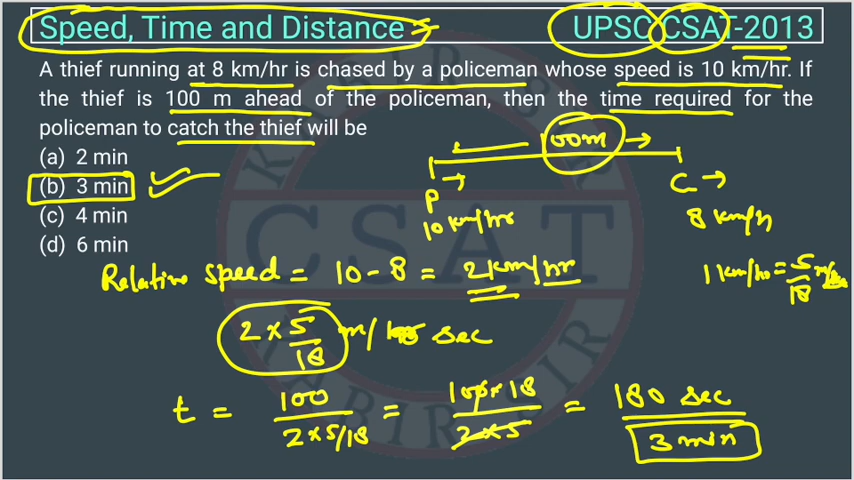 Speed, Time and Distance UPSC CSAT-2013
A thief running at 8 km/hr is chased by a policeman whose speed is 10 km/hr. If
the thief is 100 m ahead of the policeman, then the time required for the
policeman to catch the thief will be
(a) 2 min
(b) 3 min
(c) 4 min
(d) 6 min
100m
P C
10 km/hr 8 km/h
Relative speed = 10 - 8 = 2 km/hr
1 km/hr = 5/18 m/
2 × 5/18 m/ sec
t = 100/2×5/18 = 100×18/2×5 = 180 sec
3 min
CSAT
KABIR SIR